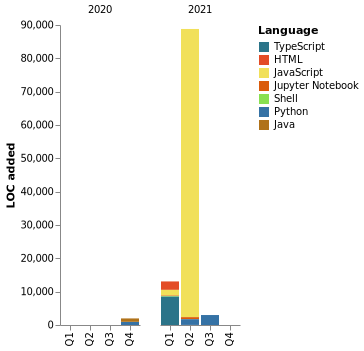 2020 2021
90,000
80,000
70,000
60,000
50,000
40,000
30,000
20,000
10,000
0
LOC added
Q1 Q2 Q3 Q4 Q1 Q2 Q3 Q4
Language
TypeScript
HTML
JavaScript
Jupyter Notebook
Shell
Python
Java